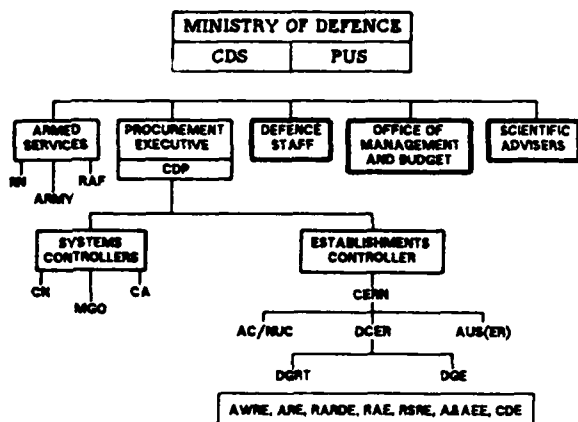 MINISTRY OF DEFENCE
CDS PUS
ARMED SERVICES
PROCUREMENT EXECUTIVE
CDP
DEFENCE STAFF
OFFICE OF MANAGEMENT AND BUDGET
SCIENTIFIC ADVISERS
RN
ARMY
RAF
SYSTEMS CONTROLLERS
ESTABLISHMENTS CONTROLLER
CN
MGO
CA
CERN
AC/NUC DCER AUS(ER)
DGRT DGE
AWRE, ARE, RARDE, RAE, RSRE, A&AEE, CDE